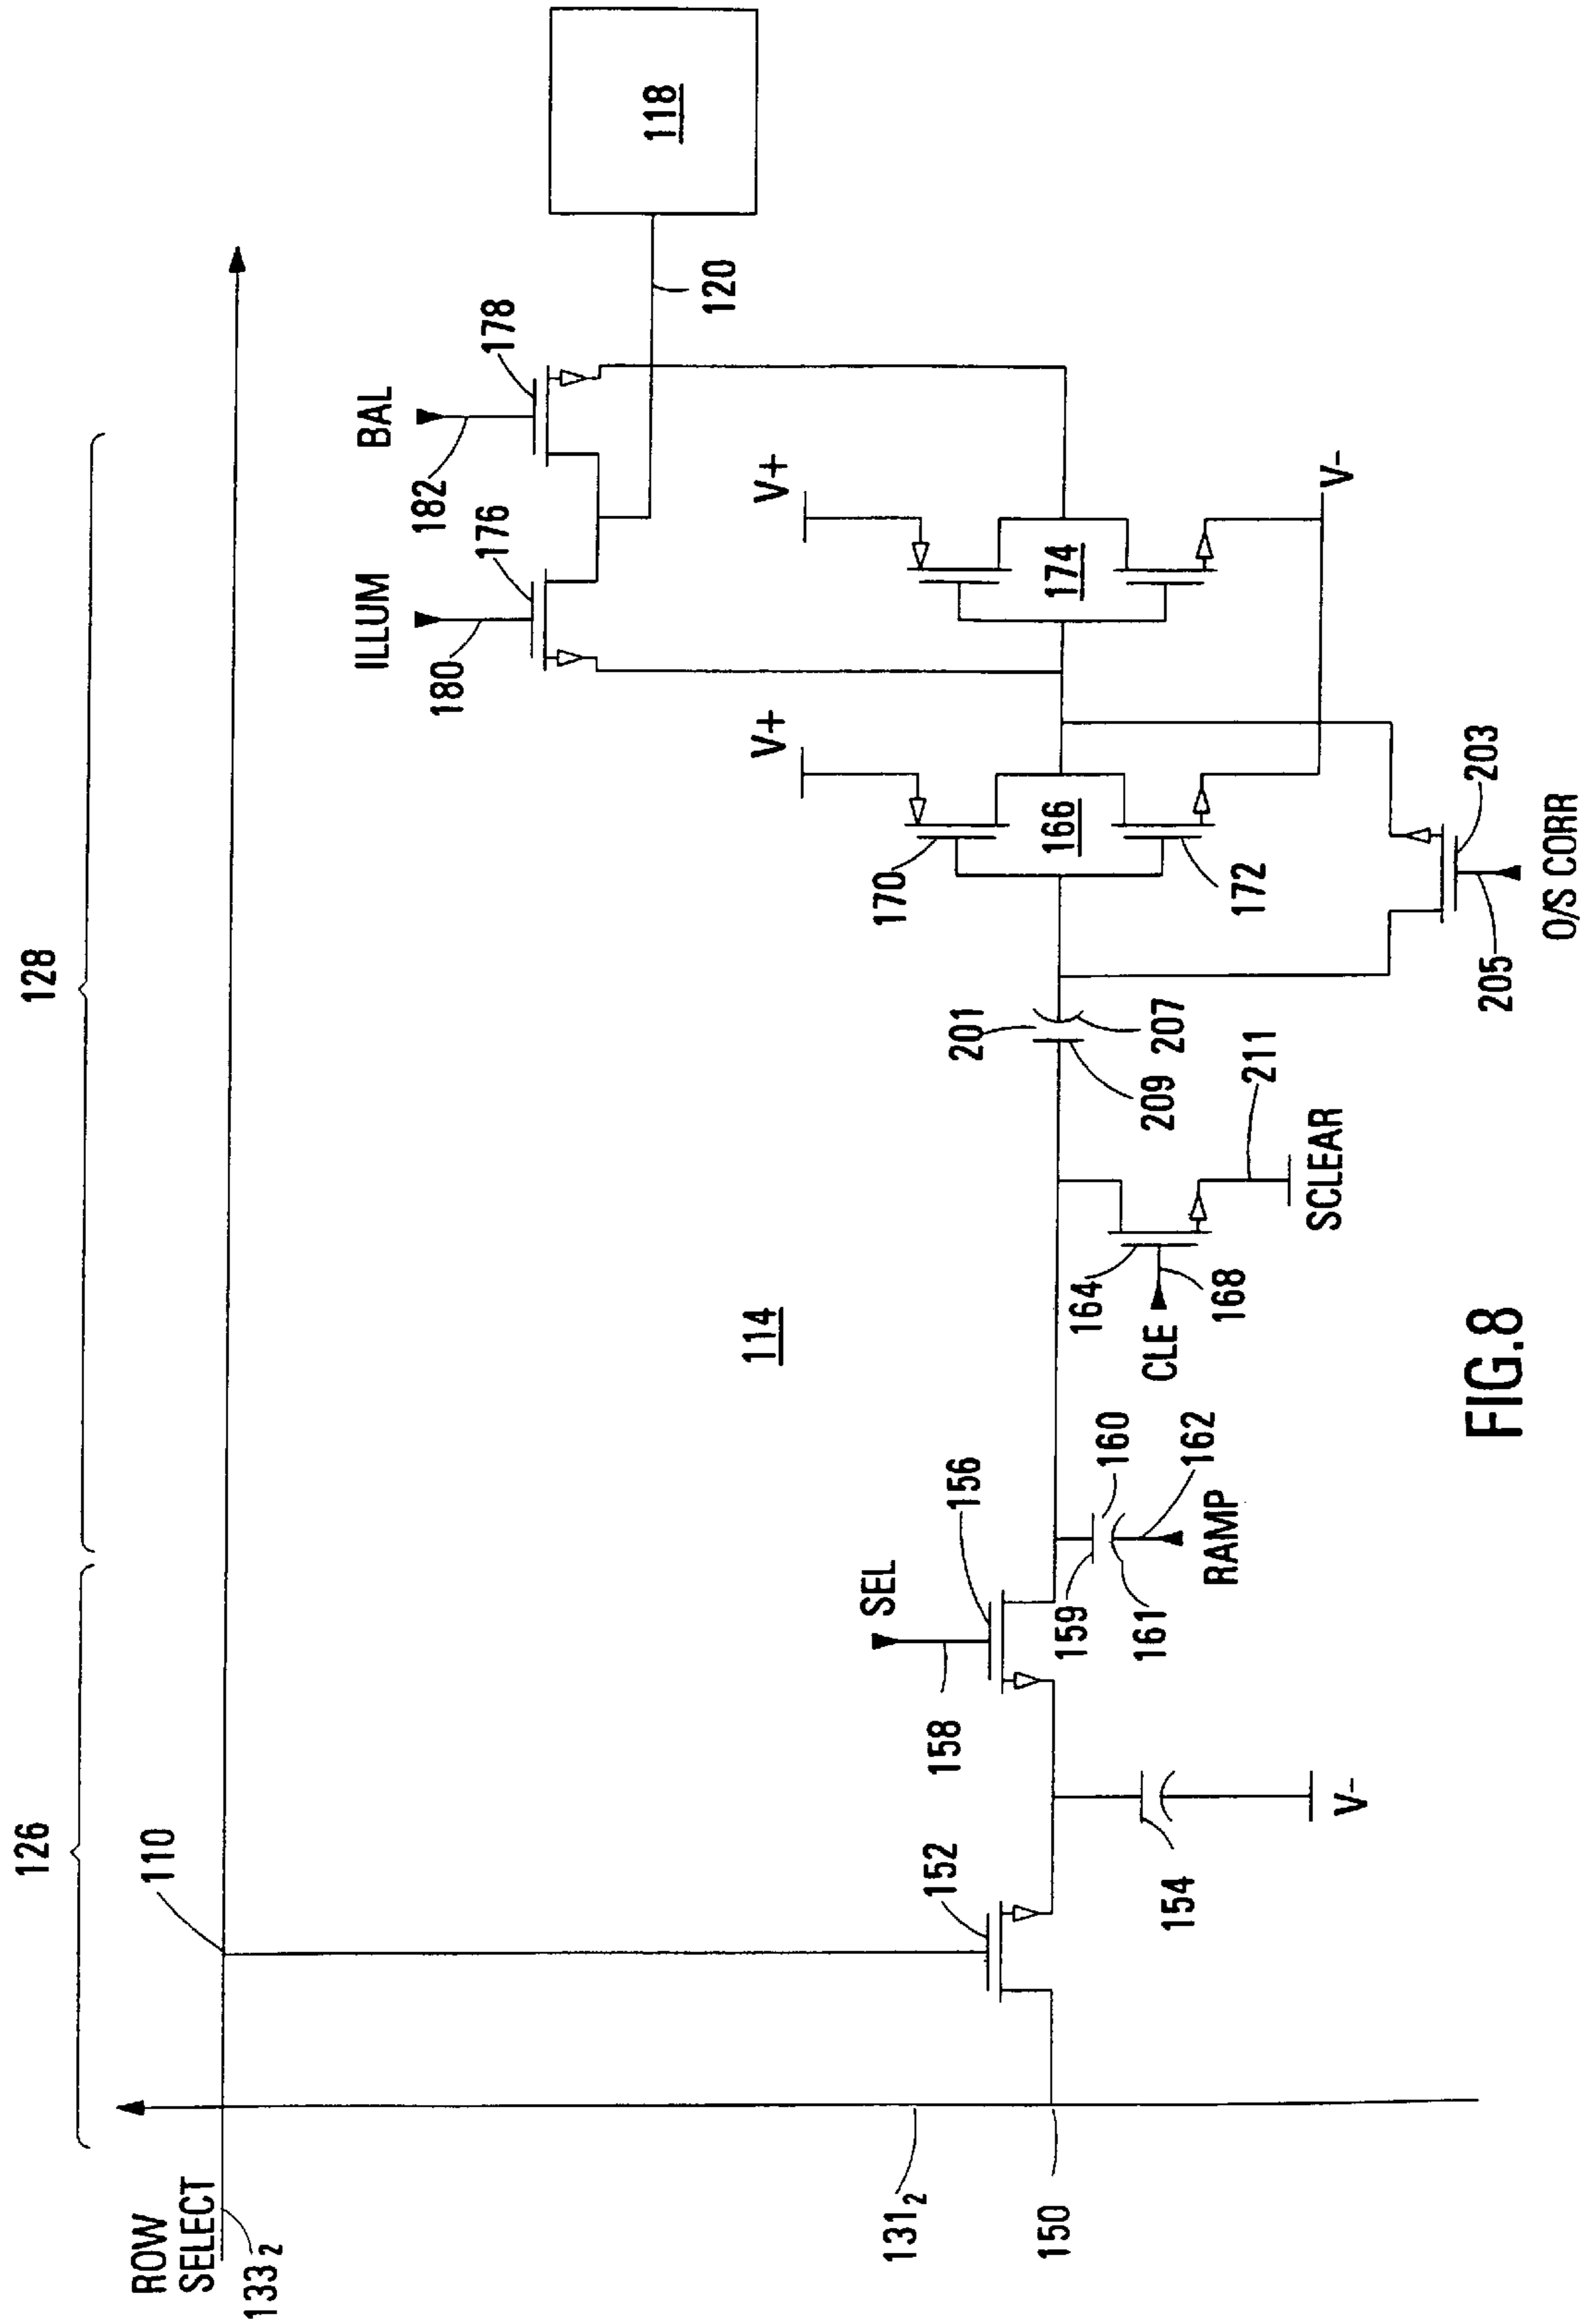 126
128
ROW
SELECT
133₂
110
ILLUM
180
176
BAL
182
178
118
120
114
V+
V+
170
166
172
174
V-
SEL
158
156
152
131₂
150
154
V-
159
160
161
162
RAMP
164
CLE
168
SCLEAR
211
201
209
207
203
205
O/S CORR
FIG.8